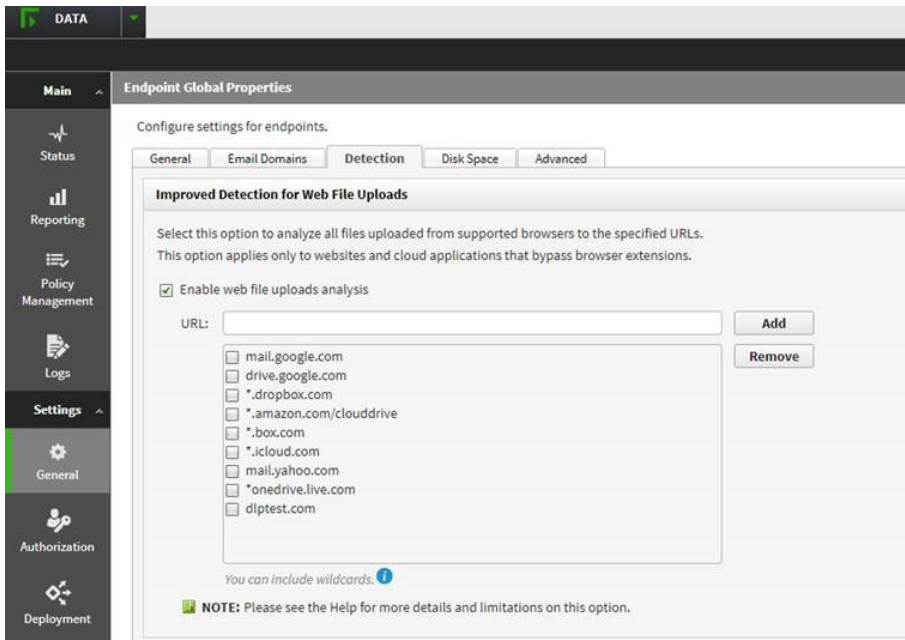 DATA
Main
Endpoint Global Properties
Configure settings for endpoints.
Status
General
Email Domains
Detection
Disk Space
Advanced
Improved Detection for Web File Uploads
Reporting
Select this option to analyze all files uploaded from supported browsers to the specified URLs.
This option applies only to websites and cloud applications that bypass browser extensions.
Policy
Management
Enable web file uploads analysis
URL:
Add
Remove
Logs
mail.google.com
drive.google.com
*.dropbox.com
*.amazon.com/clouddrive
*.box.com
*.icloud.com
mail.yahoo.com
*onedrive.live.com
dlptest.com
Settings
General
Authorization
You can include wildcards.
NOTE: Please see the Help for more details and limitations on this option.
Deployment